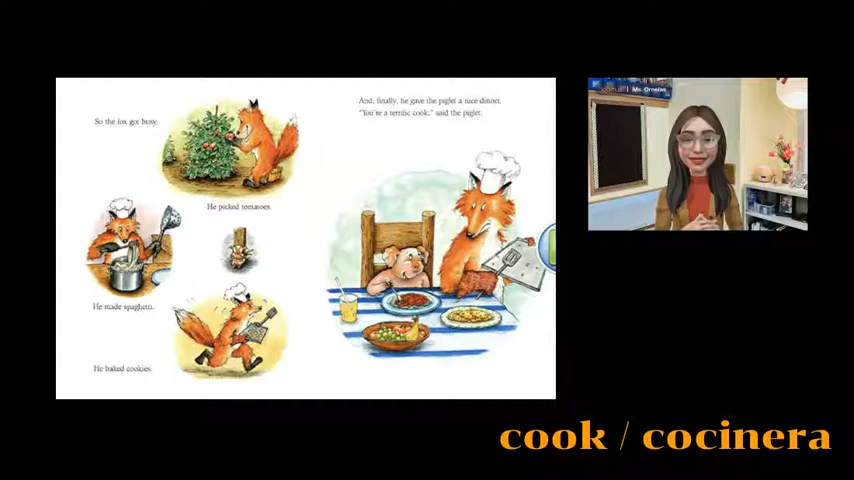 So the fox got busy.
He picked tomatoes.
He made spaghetti.
He baked cookies.
And, finally, he gave the piglet a nice dinner.
"You're a terrific cook," said the piglet.
Ms. Ornelas
cook / cocinera